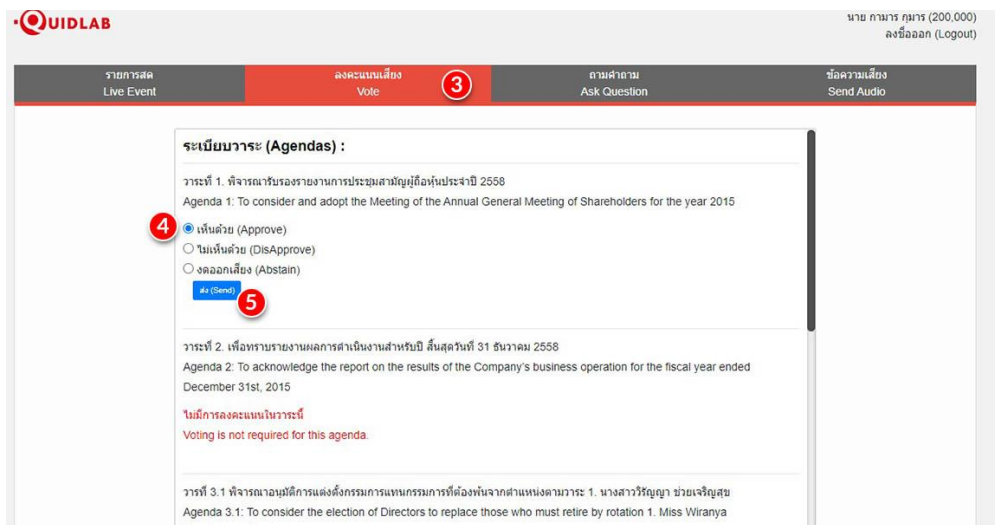 QUIDLAB
นาย กามาร กุมาร (200,000)
ลงชื่อออก (Logout)
รายการสด
Live Event
ลงคะแนนเสียง
Vote
3
ถามคำถาม
Ask Question
ข้อความเสียง
Send Audio
ระเบียบวาระ (Agendas) :
วาระที่ 1. พิจารณารับรองรายงานการประชุมสามัญผู้ถือหุ้นประจำปี 2558
Agenda 1: To consider and adopt the Meeting of the Annual General Meeting of Shareholders for the year 2015
4
เห็นด้วย (Approve)
ไม่เห็นด้วย (DisApprove)
งดออกเสียง (Abstain)
ส่ง (Send)
5
วาระที่ 2. เพื่อทราบรายงานผลการดำเนินงานสำหรับปี สิ้นสุดวันที่ 31 ธันวาคม 2558
Agenda 2: To acknowledge the report on the results of the Company's business operation for the fiscal year ended
December 31st, 2015
ไม่มีการลงคะแนนในวาระนี้
Voting is not required for this agenda.
วารที่ 3.1 พิจารณาอนุมัติการแต่งตั้งกรรมการแทนกรรมการที่ต้องพ้นจากตำแหน่งตามวาระ 1. นางสาววิรัญญา ช่วยเจริญสุข
Agenda 3.1: To consider the election of Directors to replace those who must retire by rotation 1. Miss Wiranya